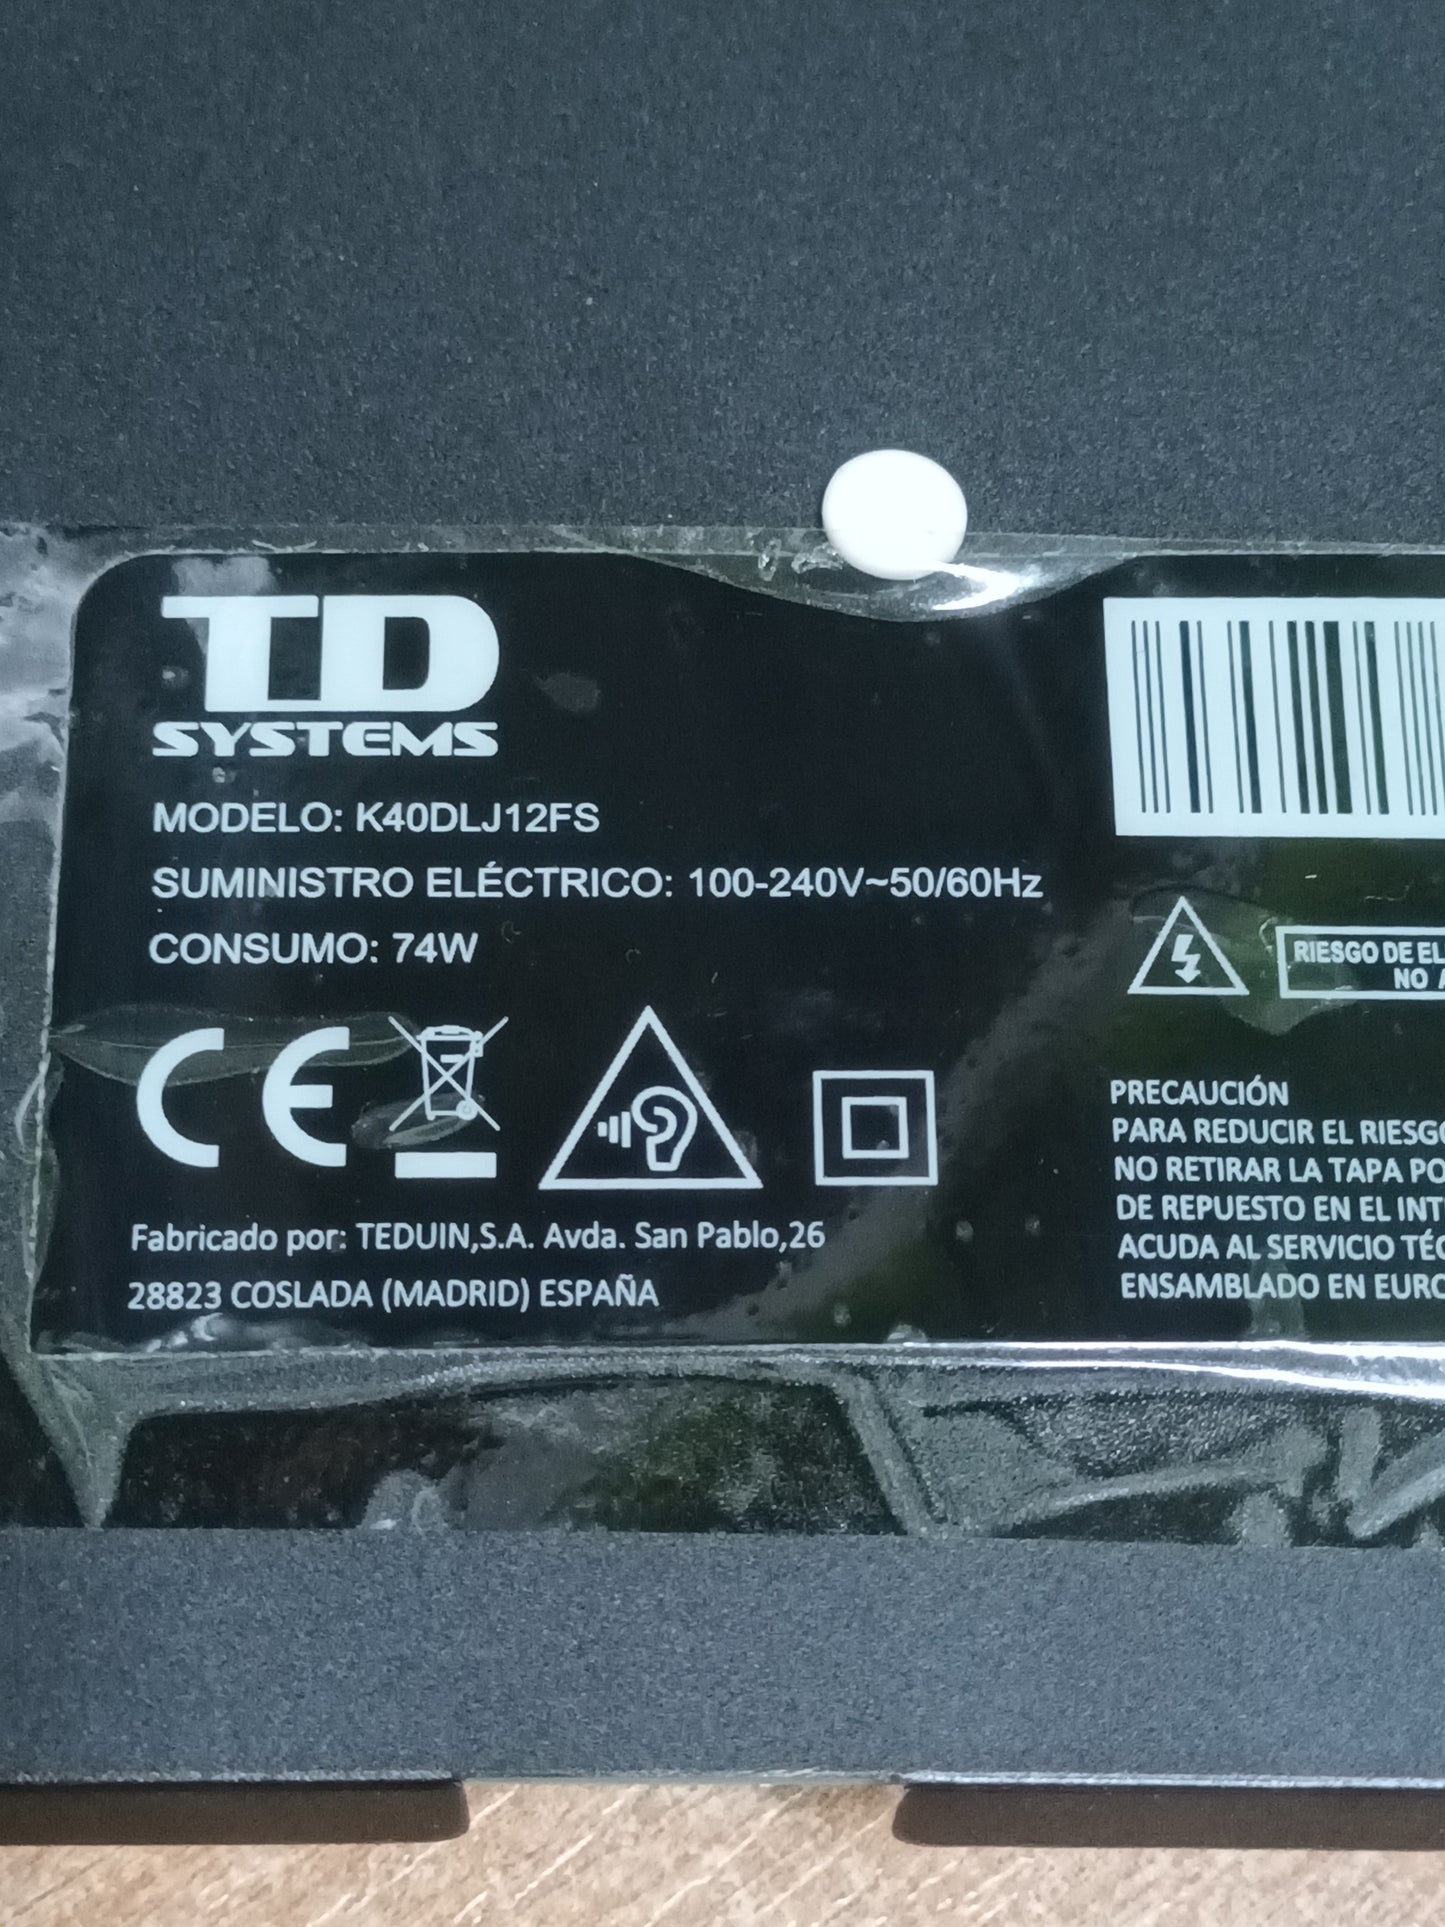 TD
SYSTEMS
MODELO: K40DLJ12FS
SUMINISTRO ELÉCTRICO: 100-240V~50/60Hz
CONSUMO: 74W
CE
Fabricado por: TEDUIN,S.A. Avda. San Pablo,26
28823 COSLADA (MADRID) ESPAÑA
RIESGO DE EL
NO
PRECAUCIÓN
PARA REDUCIR EL RIESGO
NO RETIRAR LA TAPA PO
DE REPUESTO EN EL INT
ACUDA AL SERVICIO TÉC
ENSAMBLADO EN EURO